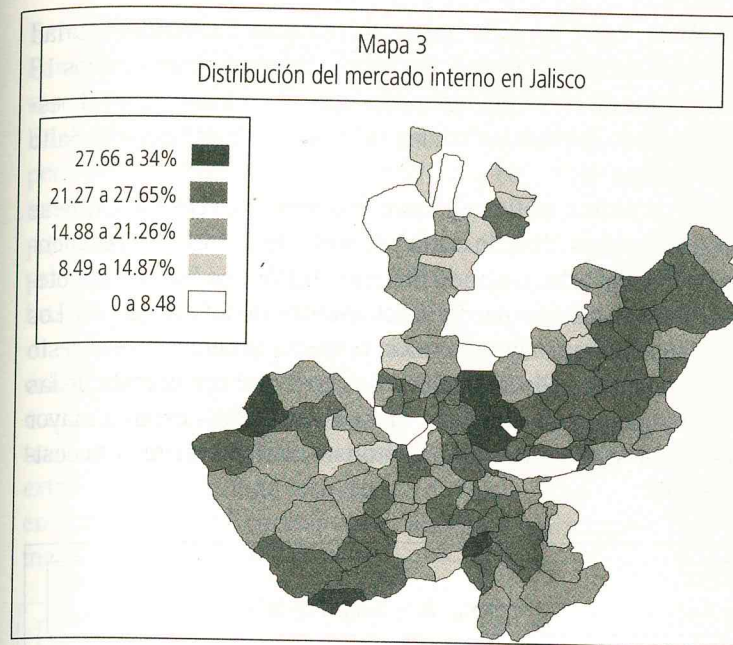 Mapa 3
Distribución del mercado interno en Jalisco
27.66 a 34%
21.27 a 27.65%
14.88 a 21.26%
8.49 a 14.87%
0 a 8.48